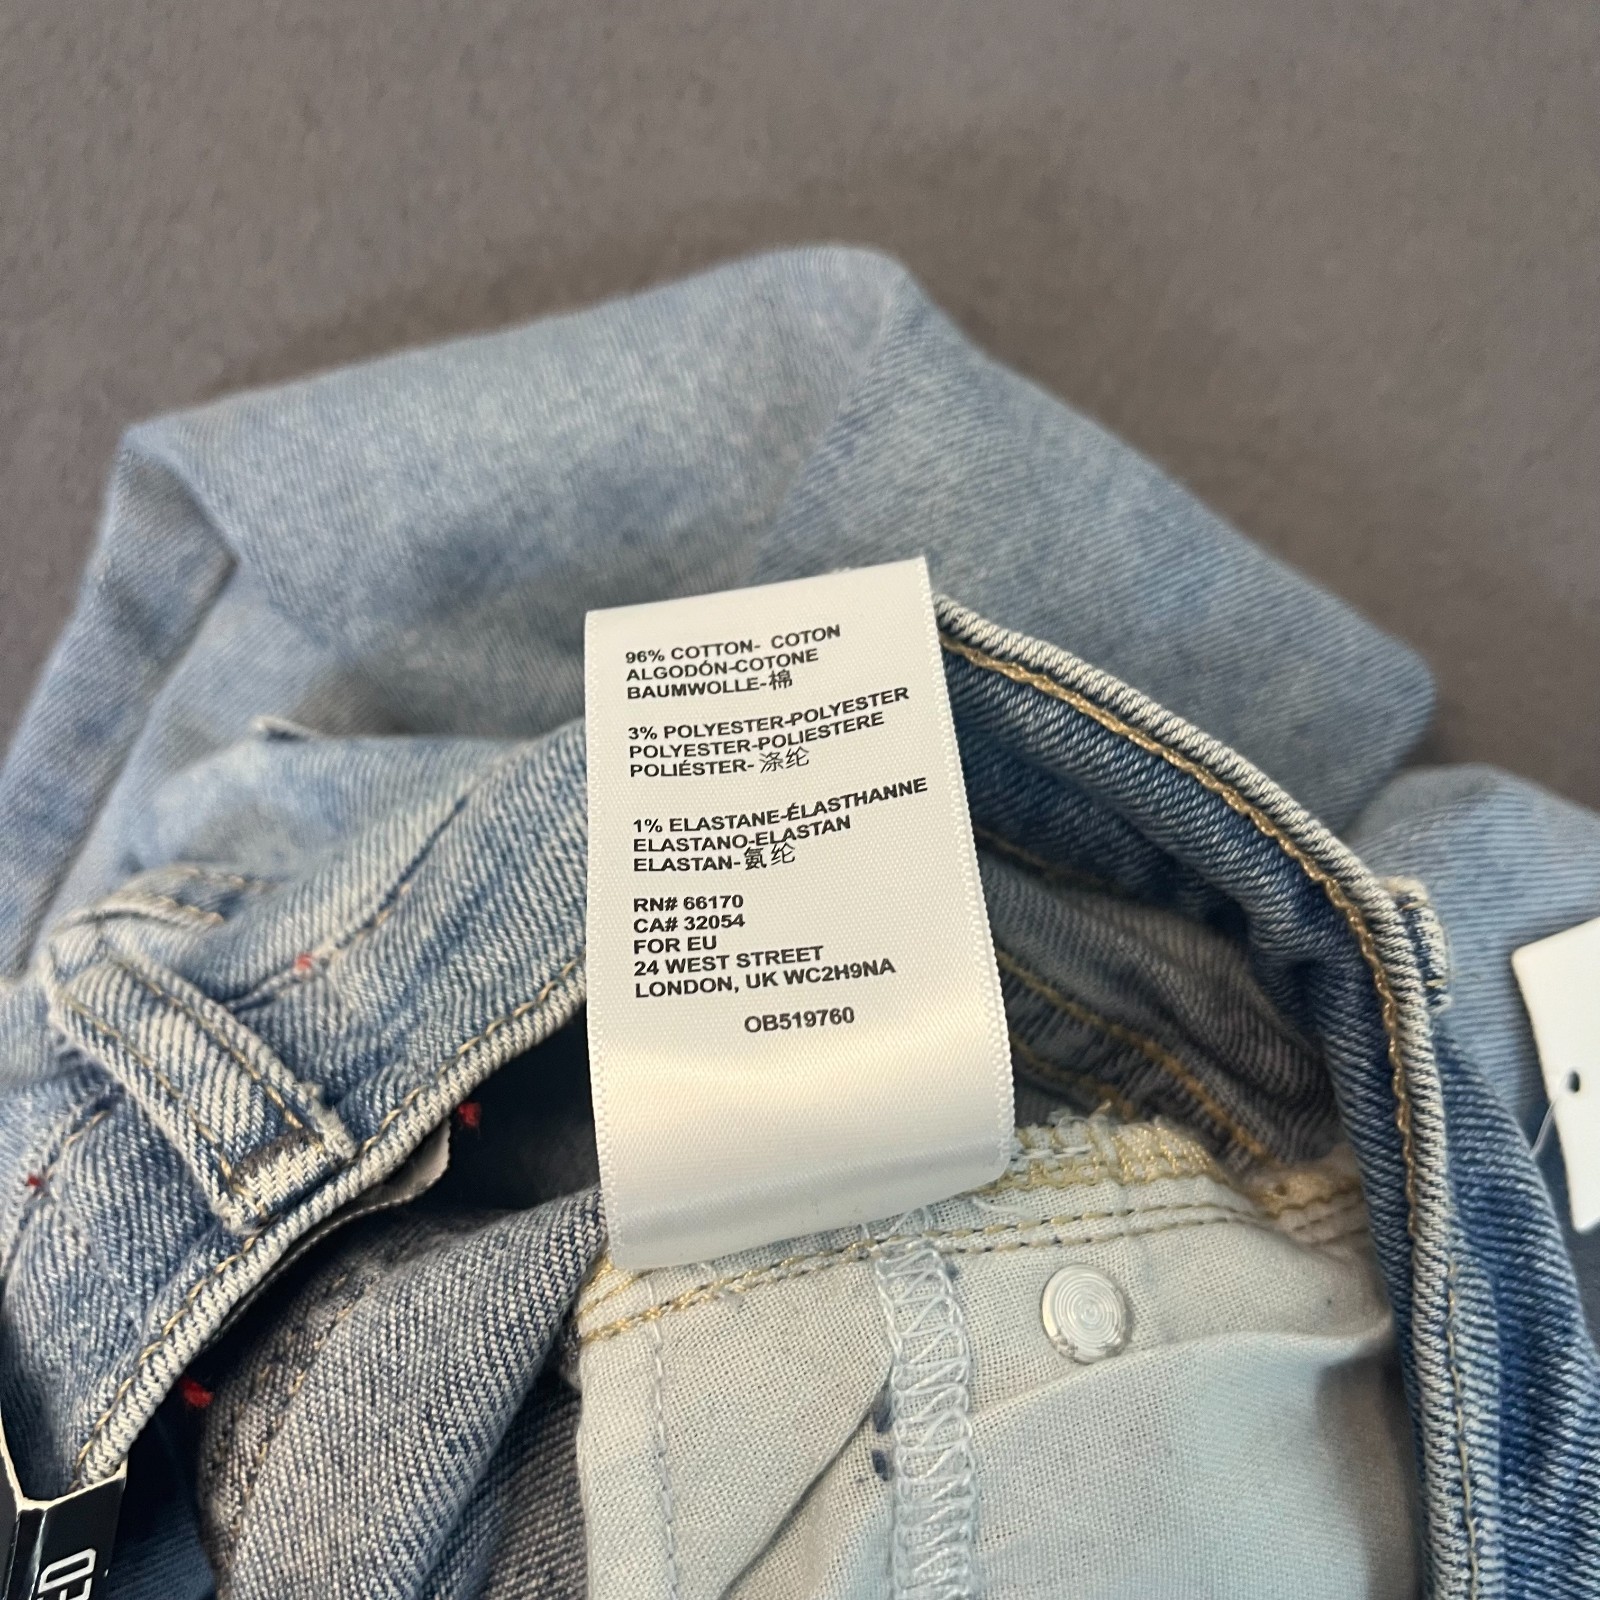 96% COTTON- COTON
ALGODÓN-COTONE
BAUMWOLLE-棉
3% POLYESTER-POLYESTER
POLYESTER-POLIESTERE
POLIÉSTER-涤纶
1% ELASTANE-ÉLASTHANNE
ELASTANO-ELASTAN
ELASTAN-氨纶
RN# 66170
CA# 32054
FOR EU
24 WEST STREET
LONDON, UK WC2H9NA
OB519760